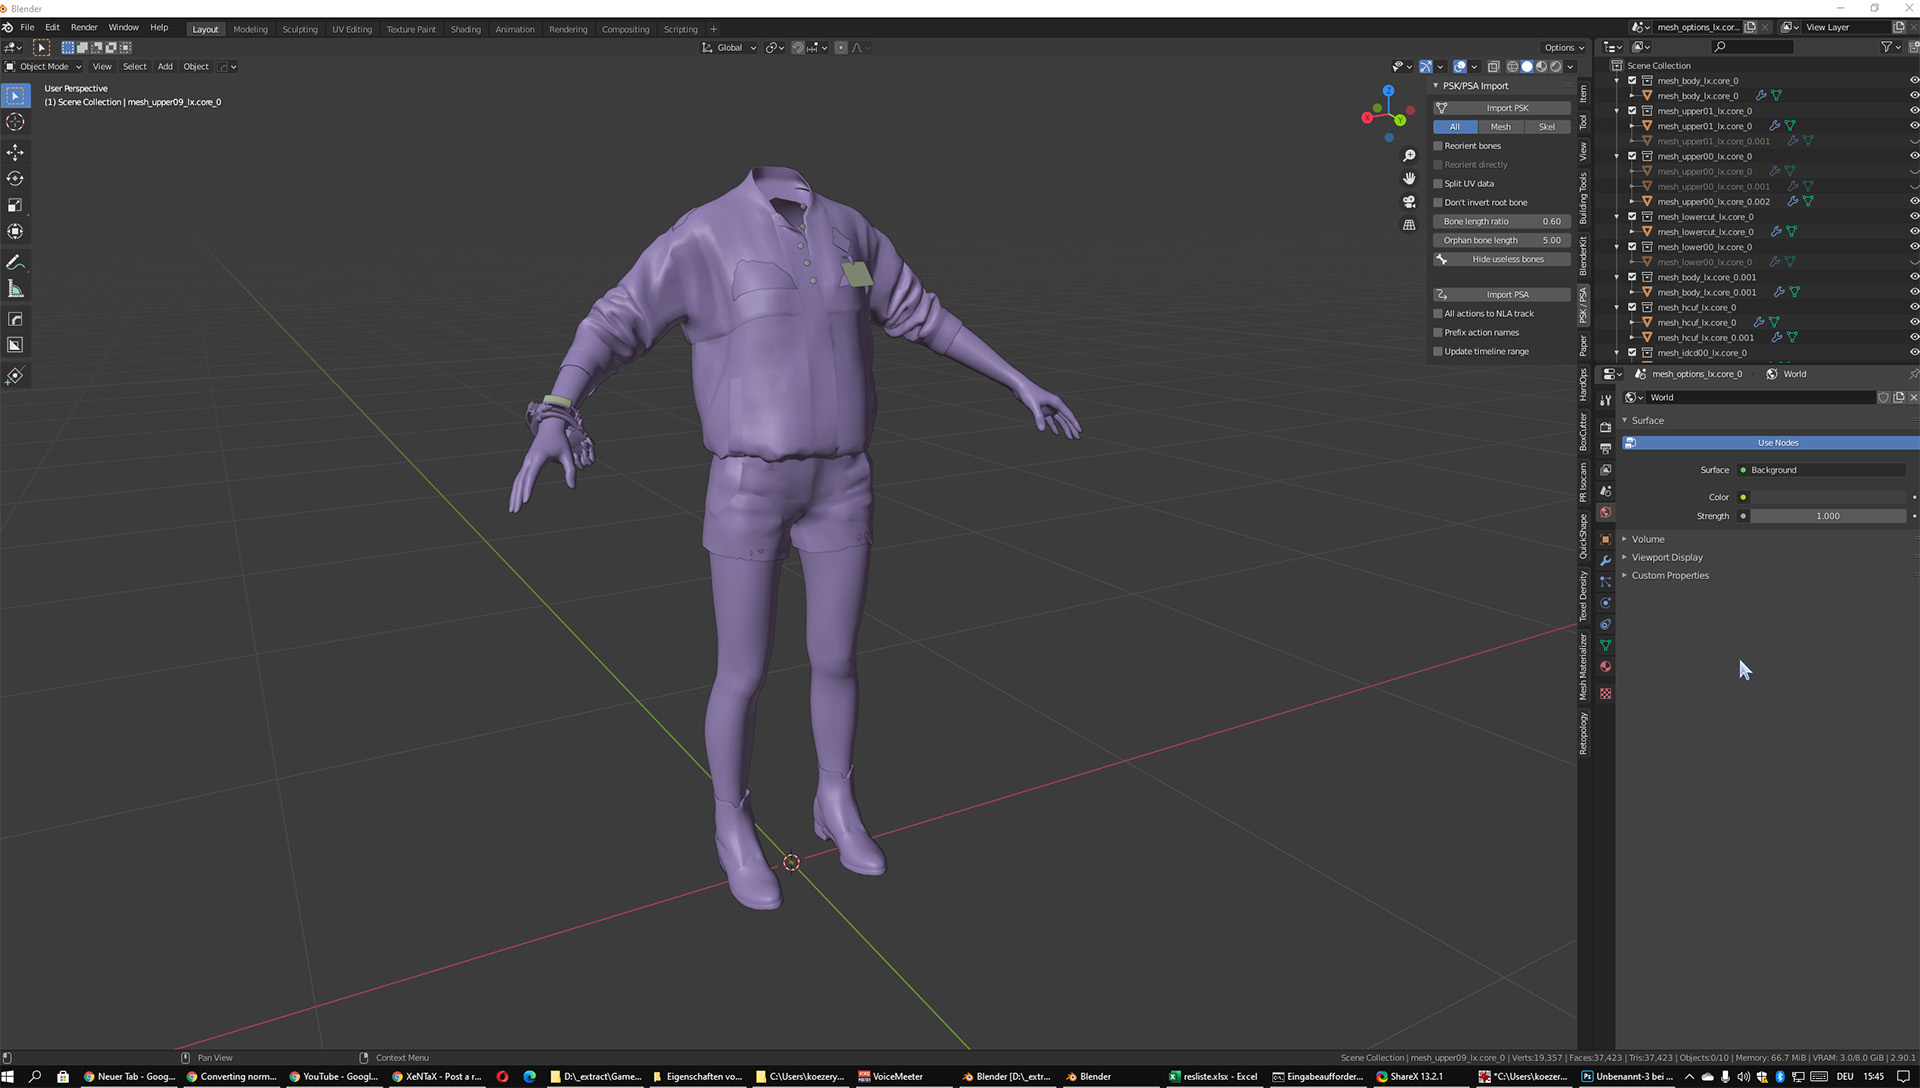 Blender
File Edit Render Window Help
Layout Modeling Sculpting UV Editing Texture Paint Shading Animation Rendering Compositing Scripting +
mesh_options_lx.cor...
View Layer
Global
Options
Object Mode View Select Add Object
User Perspective
(1) Scene Collection | mesh_upper09_lx.core_0
Z
X
Y
PSK/PSA Import
Import PSK
All Mesh Skel
Reorient bones
Reorient directly
Split UV data
Don't invert root bone
Bone length ratio 0.60
Orphan bone length 5.00
Hide useless bones
Import PSA
All actions to NLA track
Prefix action names
Update timeline range
Item
Tool
View
Building Tools
BlenderKit
PSK / PSA
Paper
HardOps
BoxCutter
PR Isocam
QuickShape
Texel Density
Mesh Materializer
Retopology
Scene Collection
mesh_body_lx.core_0
mesh_body_lx.core_0
mesh_upper01_lx.core_0
mesh_upper01_lx.core_0
mesh_upper01_lx.core_0.001
mesh_upper00_lx.core_0
mesh_upper00_lx.core_0
mesh_upper00_lx.core_0.001
mesh_upper00_lx.core_0.002
mesh_lowercut_lx.core_0
mesh_lowercut_lx.core_0
mesh_lower00_lx.core_0
mesh_lower00_lx.core_0
mesh_body_lx.core_0.001
mesh_body_lx.core_0.001
mesh_hcuf_lx.core_0
mesh_hcuf_lx.core_0
mesh_hcuf_lx.core_0.001
mesh_idcd00_lx.core_0
mesh_options_lx.core_0 World
World
Surface
Use Nodes
Surface Background
Color
Strength 1.000
Volume
Viewport Display
Custom Properties
Pan View
Context Menu
Scene Collection | mesh_upper09_lx.core_0 | Verts:19,357 | Faces:37,423 | Tris:37,423 | Objects:0/10 | Memory: 66.7 MiB | VRAM: 3.0/8.0 GiB | 2.90.1
Neuer Tab - Goog... Converting norm... YouTube - Googl... XeNTaX - Post a r... D:\_extract\Game... Eigenschaften vo... C:\Users\koezery... VoiceMeeter Blender [D:\_extr... Blender resliste.xlsx - Excel Eingabeaufforder... ShareX 13.2.1 *C:\Users\koezer... Unbenannt-3 bei ... DEU 15:45